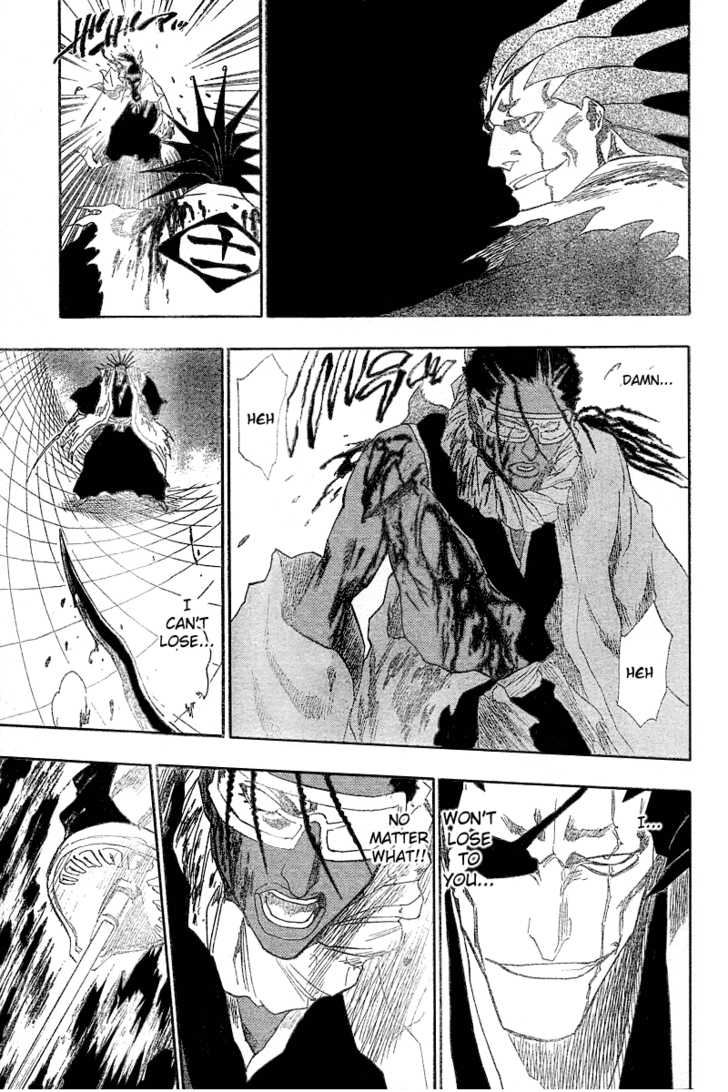 DAMN...
HEH
HEH
I
CAN'T
LOSE...
I...
WON'T
LOSE
TO
YOU...
NO
MATTER
WHAT!!